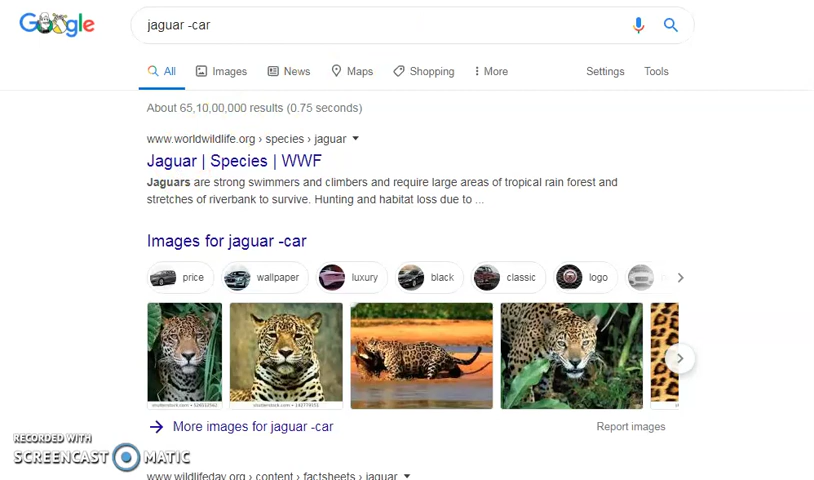 Google
jaguar -car
All Images News Maps Shopping More Settings Tools
About 65,10,00,000 results (0.75 seconds)
www.worldwildlife.org › species › jaguar
Jaguar | Species | WWF
Jaguars are strong swimmers and climbers and require large areas of tropical rain forest and
stretches of riverbank to survive. Hunting and habitat loss due to ...
Images for jaguar -car
price wallpaper luxury black classic logo
More images for jaguar -car Report images
RECORDED WITH
SCREENCAST MATIC
www.wildlifeday.org › content › factsheets › jaguar